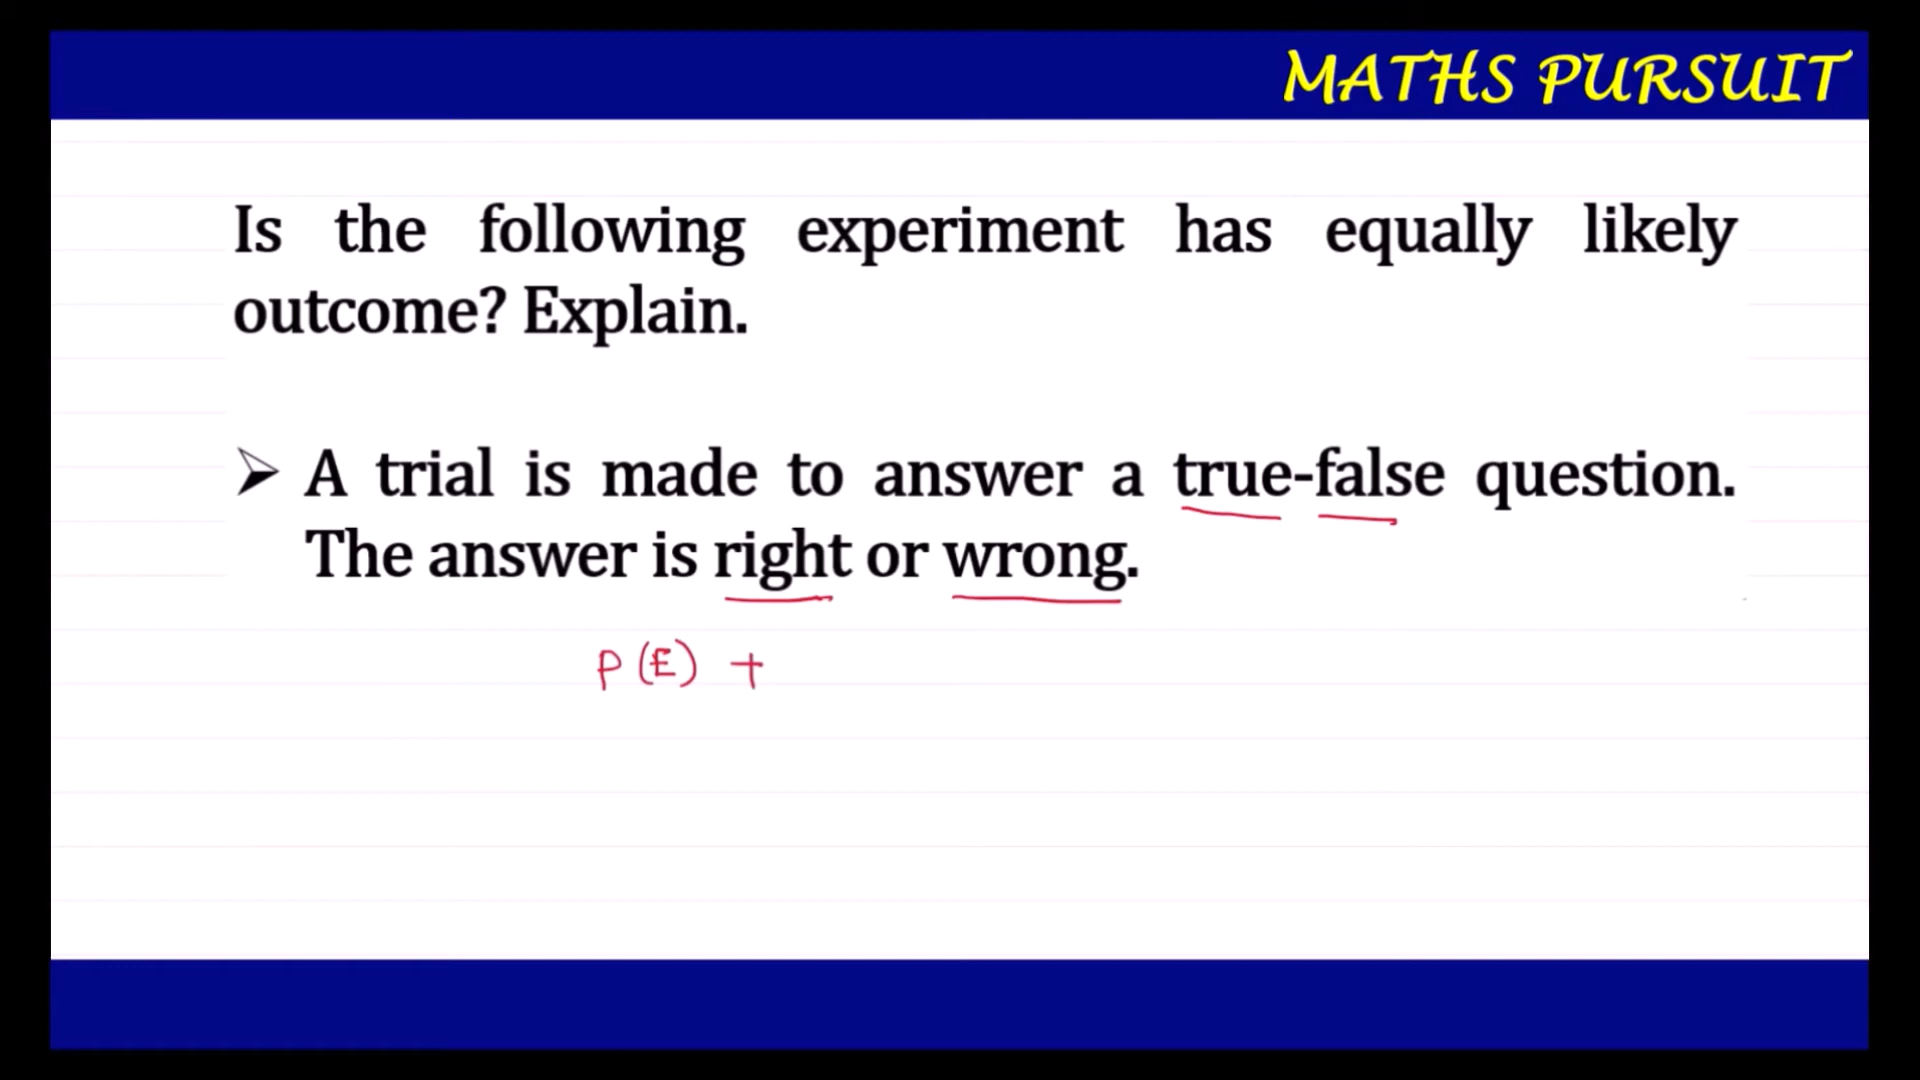 MATHS PURSUIT
Is the following experiment has equally likely
outcome? Explain.
➢ A trial is made to answer a true-false question.
The answer is right or wrong.
P(E) +